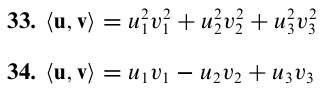 33. ⟨u, v⟩ = u₁²v₁² + u₂²v₂² + u₃²v₃²
34. ⟨u, v⟩ = u₁v₁ − u₂v₂ + u₃v₃